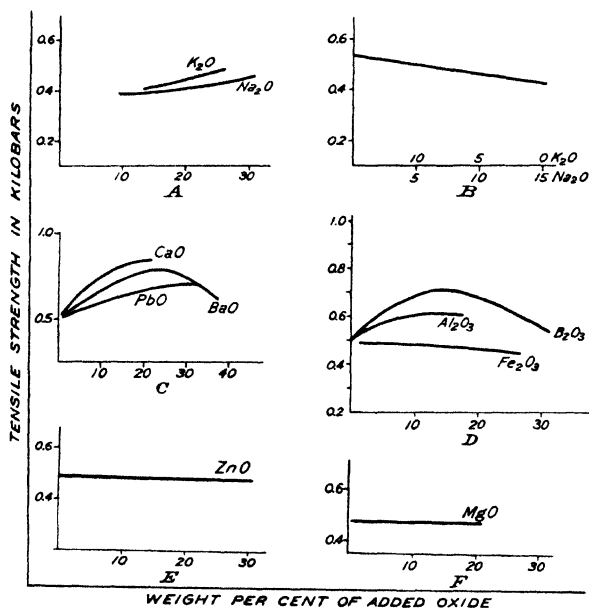 TENSILE STRENGTH IN KILOBARS
0.6
0.4
0.2
K₂O
Na₂O
10 20 30
A
0.6
0.4
0.2
10 5 0 K₂O
5 10 15 Na₂O
B
1.0
0.5
CaO
PbO
BaO
10 20 30 40
C
1.0
0.8
0.6
0.4
0.2
Al₂O₃
B₂O₃
Fe₂O₃
10 20 30
D
0.6
0.4
ZnO
10 20 30
E
0.6
0.4
MgO
10 20 30
F
WEIGHT PER CENT OF ADDED OXIDE